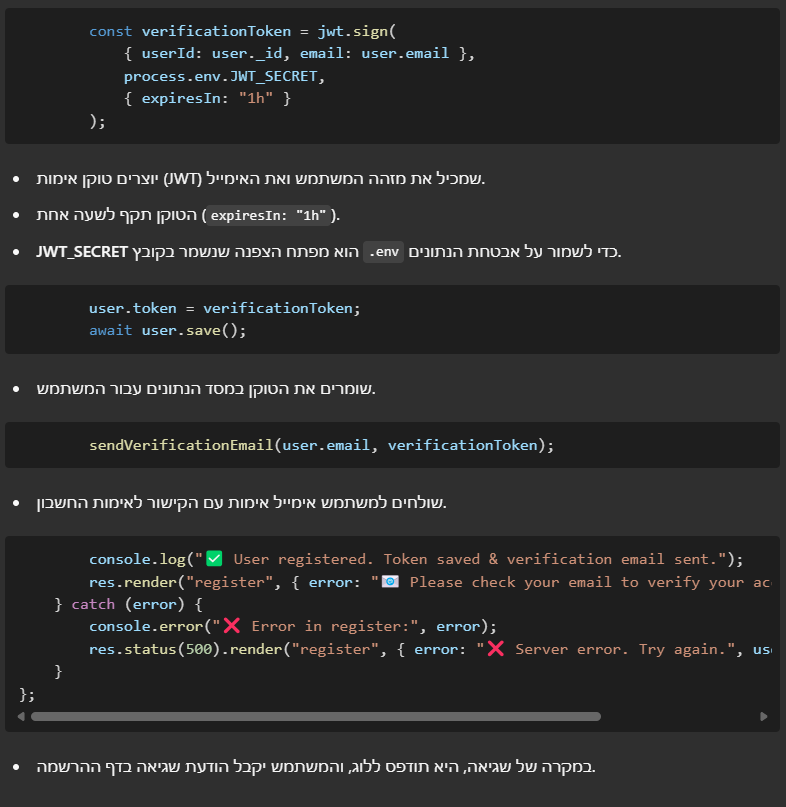 const verificationToken = jwt.sign(
{ userId: user._id, email: user.email },
process.env.JWT_SECRET,
{ expiresIn: "1h" }
);
יוצרים טוקן אימות (JWT) שמכיל את מזהה המשתמש ואת האימייל.
הטוקן תקף לשעה אחת (expiresIn: "1h").
JWT_SECRET הוא מפתח הצפנה שנשמר בקובץ .env כדי לשמור על אבטחת הנתונים.
user.token = verificationToken;
await user.save();
שומרים את הטוקן במסד הנתונים עבור המשתמש.
sendVerificationEmail(user.email, verificationToken);
שולחים למשתמש אימייל אימות עם הקישור לאימות החשבון.
console.log("✅ User registered. Token saved & verification email sent.");
res.render("register", { error: "📧 Please check your email to verify your acc
} catch (error) {
console.error("❌ Error in register:", error);
res.status(500).render("register", { error: "❌ Server error. Try again.", use
}
};
במקרה של שגיאה, היא תודפס ללוג, והמשתמש יקבל הודעת שגיאה בדף ההרשמה.